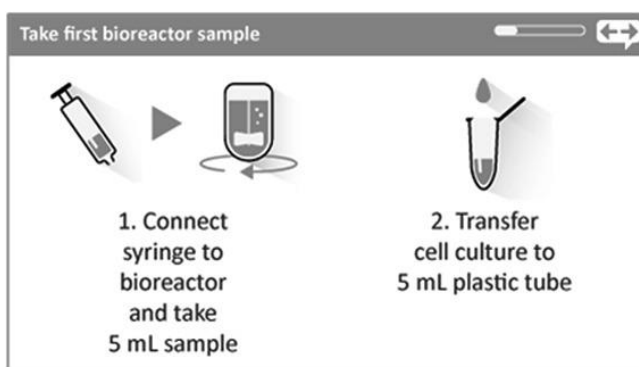 Take first bioreactor sample
1. Connect
syringe to
bioreactor
and take
5 mL sample
2. Transfer
cell culture to
5 mL plastic tube